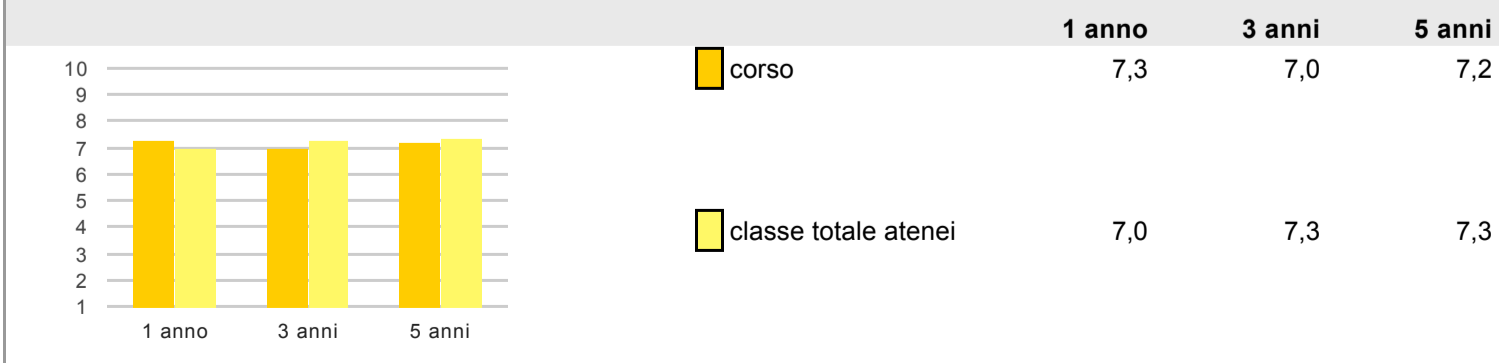 1 anno 3 anni 5 anni
10
9
8
7
6
5
4
3
2
1
1 anno 3 anni 5 anni
corso 7,3 7,0 7,2
classe totale atenei 7,0 7,3 7,3